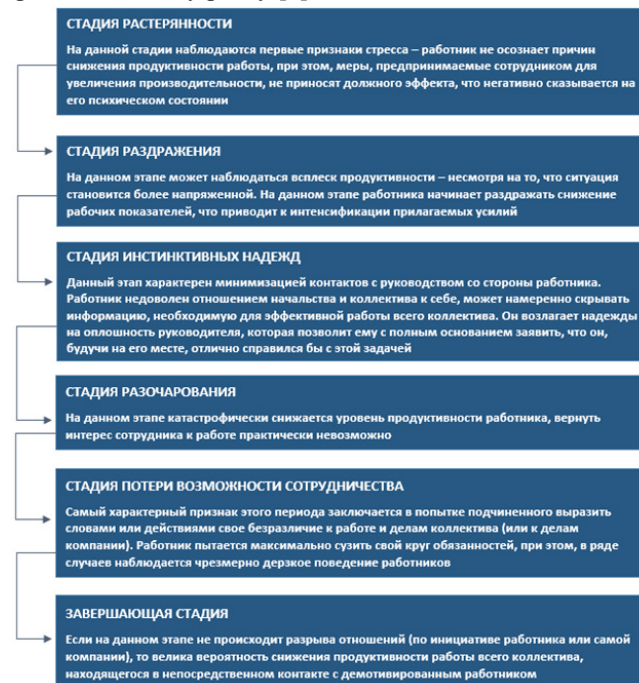 СТАДИЯ РАСТЕРЯННОСТИ
На данной стадии наблюдаются первые признаки стресса – работник не осознает причин
снижения продуктивности работы, при этом, меры, предпринимаемые сотрудником для
увеличения производительности, не приносят должного эффекта, что негативно сказывается на
его психическом состоянии
СТАДИЯ РАЗДРАЖЕНИЯ
На данном этапе может наблюдаться всплеск продуктивности – несмотря на то, что ситуация
становится более напряженной. На данном этапе работника начинает раздражать снижение
рабочих показателей, что приводит к интенсификации прилагаемых усилий
СТАДИЯ ИНСТИНКТИВНЫХ НАДЕЖД
Данный этап характерен минимизацией контактов с руководством со стороны работника.
Работник недоволен отношением начальства и коллектива к себе, может намеренно скрывать
информацию, необходимую для эффективной работы всего коллектива. Он возлагает надежды
на оплошность руководителя, которая позволит ему с полным основанием заявить, что он,
будучи на его месте, отлично справился бы с этой задачей
СТАДИЯ РАЗОЧАРОВАНИЯ
На данном этапе катастрофически снижается уровень продуктивности работника, вернуть
интерес сотрудника к работе практически невозможно
СТАДИЯ ПОТЕРИ ВОЗМОЖНОСТИ СОТРУДНИЧЕСТВА
Самый характерный признак этого периода заключается в попытке подчиненного выразить
словами или действиями свое безразличие к работе и делам коллектива (или к делам
компании). Работник пытается максимально сузить свой круг обязанностей, при этом, в ряде
случаев наблюдается чрезмерно дерзкое поведение работников
ЗАВЕРШАЮЩАЯ СТАДИЯ
Если на данном этапе не происходит разрыва отношений (по инициативе работника или самой
компании), то велика вероятность снижения продуктивности работы всего коллектива,
находящегося в непосредственном контакте с демотивированным работником